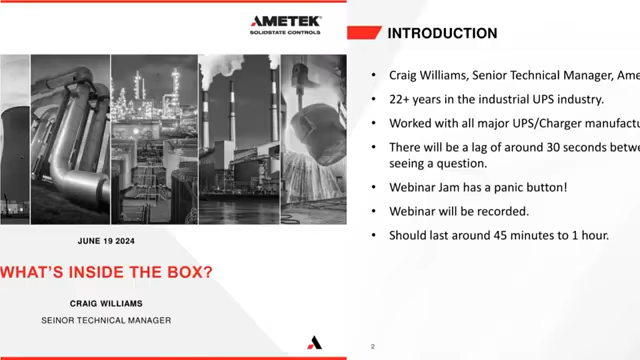 AMETEK
SOLIDSTATE CONTROLS
JUNE 19 2024
WHAT'S INSIDE THE BOX?
CRAIG WILLIAMS
SEINOR TECHNICAL MANAGER
INTRODUCTION
• Craig Williams, Senior Technical Manager, Ame
• 22+ years in the industrial UPS industry.
• Worked with all major UPS/Charger manufactu
• There will be a lag of around 30 seconds betwe
seeing a question.
• Webinar Jam has a panic button!
• Webinar will be recorded.
• Should last around 45 minutes to 1 hour.
2